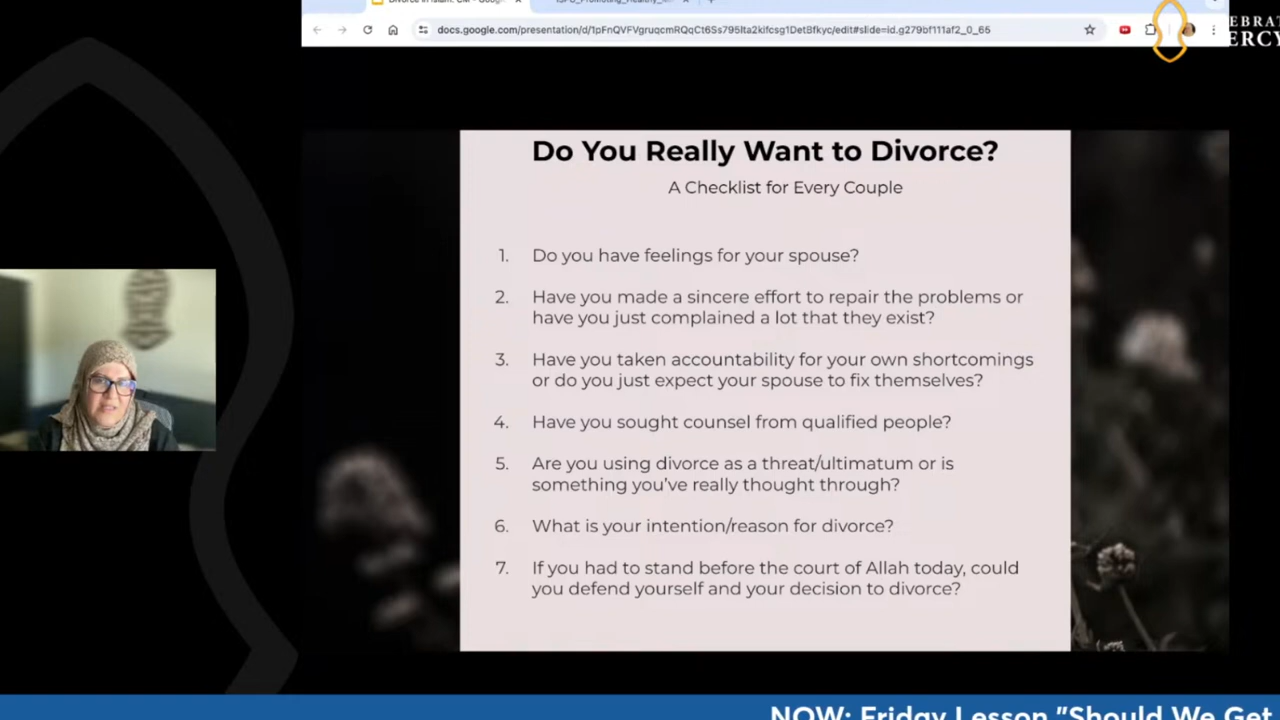 docs.google.com/presentation/d/1pFnQVFVgruqcmRQqCt6Ss795lta2kifcsg1DetBfkyc/edit#slide=id.g279bf111af2_0_65
EBRAT
ERCY
Do You Really Want to Divorce?
A Checklist for Every Couple
1. Do you have feelings for your spouse?
2. Have you made a sincere effort to repair the problems or
have you just complained a lot that they exist?
3. Have you taken accountability for your own shortcomings
or do you just expect your spouse to fix themselves?
4. Have you sought counsel from qualified people?
5. Are you using divorce as a threat/ultimatum or is
something you've really thought through?
6. What is your intention/reason for divorce?
7. If you had to stand before the court of Allah today, could
you defend yourself and your decision to divorce?
NOW: Friday Lesson "Should We Get